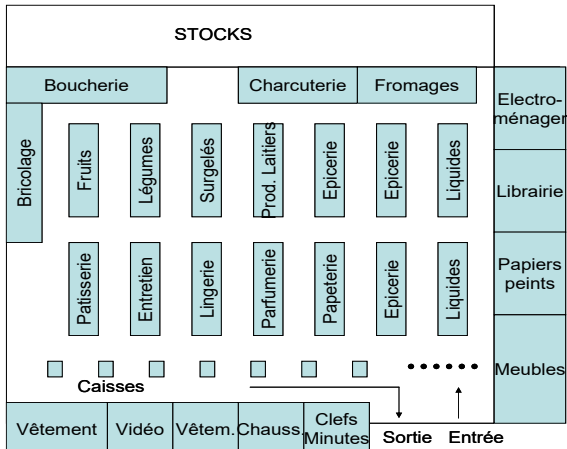 STOCKS
Boucherie
Charcuterie
Fromages
Electro-
ménager
Bricolage
Fruits
Légumes
Surgelés
Prod. Laitiers
Epicerie
Epicerie
Liquides
Librairie
Patisserie
Entretien
Lingerie
Parfumerie
Papeterie
Epicerie
Liquides
Papiers
peints
Meubles
Caisses
Vêtement
Vidéo
Vêtem.
Chauss.
Clefs
Minutes
Sortie
Entrée